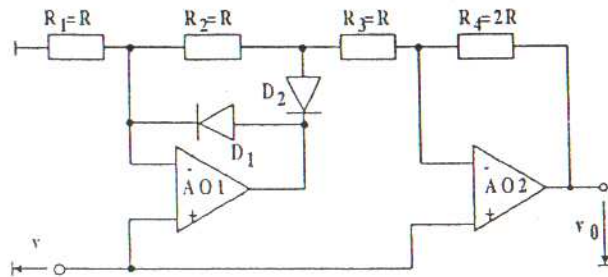 R₁=R R₂=R R₃=R R₄=2R
D₂
D₁
- -
AO1 AO2
+ +
v v₀